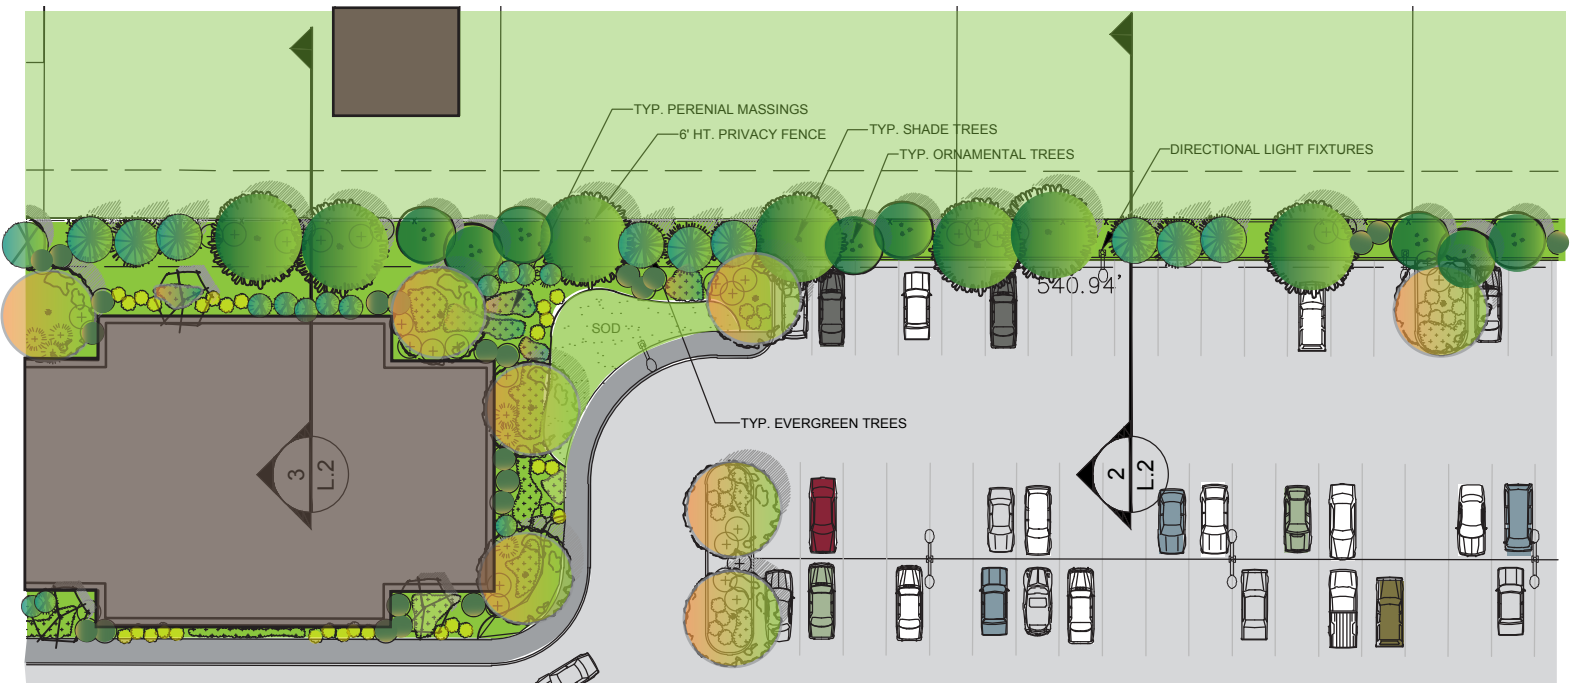 TYP. PERENIAL MASSINGS
6' HT. PRIVACY FENCE
TYP. SHADE TREES
TYP. ORNAMENTAL TREES
DIRECTIONAL LIGHT FIXTURES
540.94'
SOD
TYP. EVERGREEN TREES
3
L.2
2
L.2